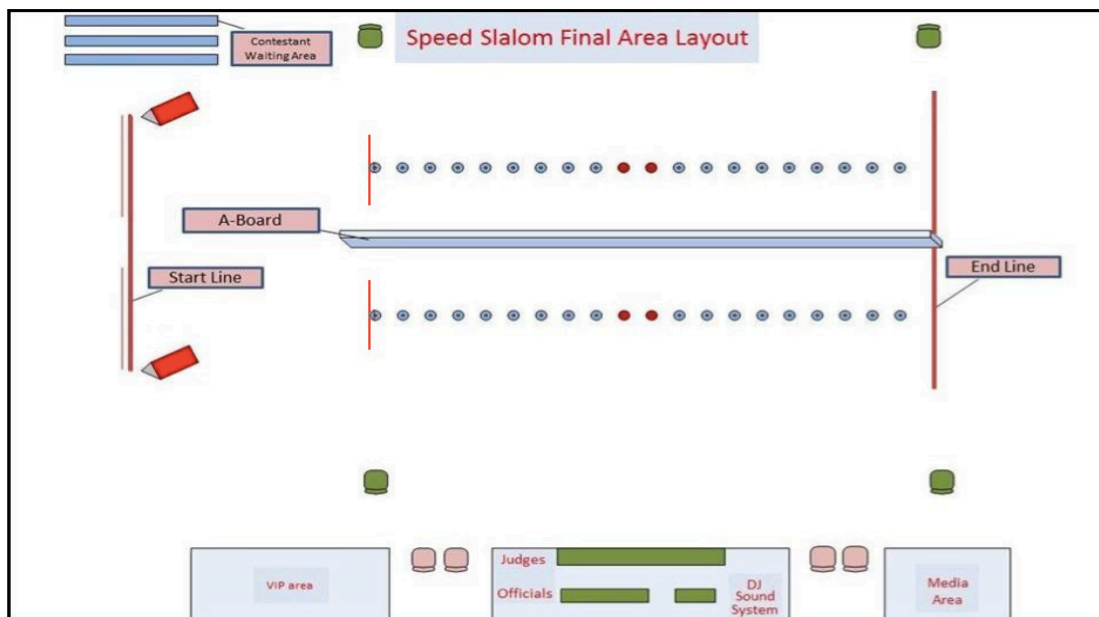 Contestant
Waiting Area
Speed Slalom Final Area Layout
A-Board
Start Line
End Line
VIP area
Judges
Officials
DJ
Sound
System
Media
Area